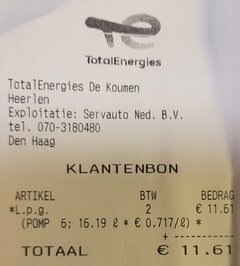 TotalEnergies
TotalEnergies De Koumen
Heerlen
Exploitatie: Servauto Ned. B.V.
tel. 070-3180480
Den Haag
KLANTENBON
ARTIKEL BTW BEDRAG
*L.p.g. 2 € 11.61
(POMP 6; 16.19 ℓ * € 0.717/ℓ) *
+ ----------
TOTAAL € 11.61